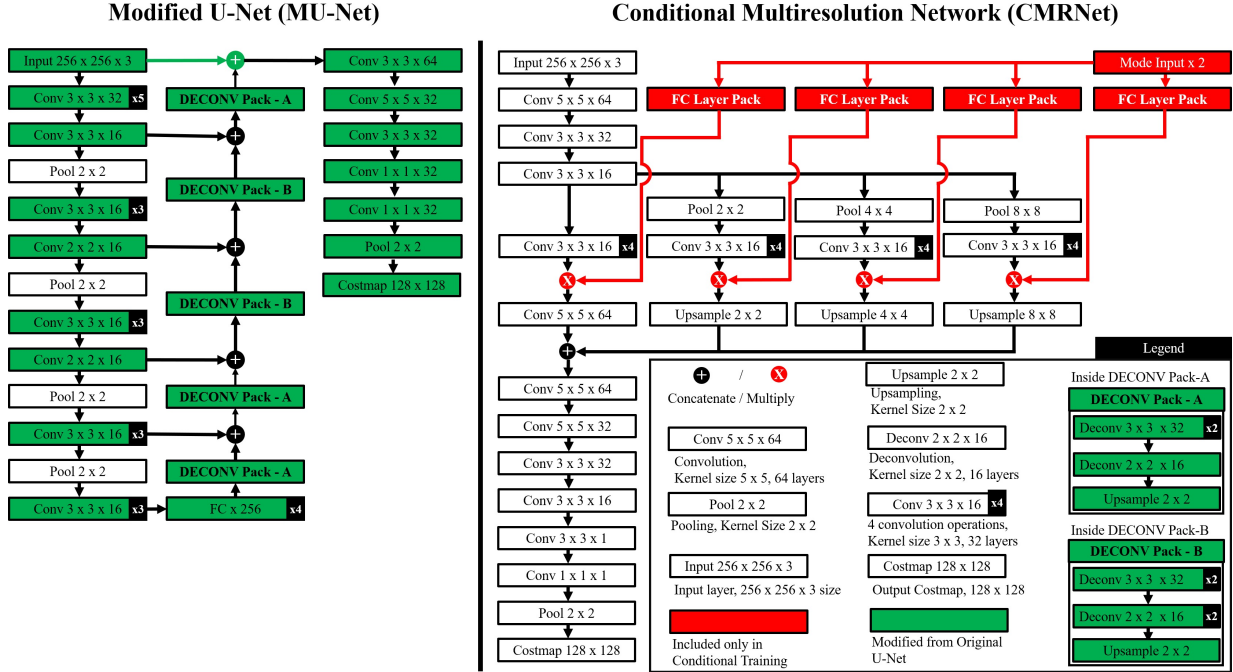 Modified U-Net (MU-Net)
Input 256 x 256 x 3
Conv 3 x 3 x 32 x5
Conv 3 x 3 x 16
Pool 2 x 2
Conv 3 x 3 x 16 x3
Conv 2 x 2 x 16
Pool 2 x 2
Conv 3 x 3 x 16 x3
Conv 2 x 2 x 16
Pool 2 x 2
Conv 3 x 3 x 16 x3
Pool 2 x 2
Conv 3 x 3 x 16 x3
+
DECONV Pack - A
+
DECONV Pack - B
+
DECONV Pack - B
+
DECONV Pack - A
+
DECONV Pack - A
FC x 256 x4
Conv 3 x 3 x 64
Conv 5 x 5 x 32
Conv 3 x 3 x 32
Conv 1 x 1 x 32
Conv 1 x 1 x 32
Pool 2 x 2
Costmap 128 x 128
Conditional Multiresolution Network (CMRNet)
Input 256 x 256 x 3
Mode Input x 2
Conv 5 x 5 x 64
FC Layer Pack
FC Layer Pack
FC Layer Pack
FC Layer Pack
Conv 3 x 3 x 32
Conv 3 x 3 x 16
Pool 2 x 2
Pool 4 x 4
Pool 8 x 8
Conv 3 x 3 x 16 x4
Conv 3 x 3 x 16 x4
Conv 3 x 3 x 16 x4
Conv 3 x 3 x 16 x4
X
X
X
X
Conv 5 x 5 x 64
Upsample 2 x 2
Upsample 4 x 4
Upsample 8 x 8
+
Conv 5 x 5 x 64
Conv 5 x 5 x 32
Conv 3 x 3 x 32
Conv 3 x 3 x 16
Conv 3 x 3 x 1
Conv 1 x 1 x 1
Pool 2 x 2
Costmap 128 x 128
Legend
+ / X
Concatenate / Multiply
Upsample 2 x 2
Upsampling,
Kernel Size 2 x 2
Conv 5 x 5 x 64
Convolution,
Kernel size 5 x 5, 64 layers
Deconv 2 x 2 x 16
Deconvolution,
Kernel size 2 x 2, 16 layers
Pool 2 x 2
Pooling, Kernel Size 2 x 2
Conv 3 x 3 x 16 x4
4 convolution operations,
Kernel size 3 x 3, 32 layers
Input 256 x 256 x 3
Input layer, 256 x 256 x 3 size
Costmap 128 x 128
Output Costmap, 128 x 128
Included only in
Conditional Training
Modified from Original
U-Net
Inside DECONV Pack-A
DECONV Pack - A
Deconv 3 x 3 x 32 x2
Deconv 2 x 2 x 16
Upsample 2 x 2
Inside DECONV Pack-B
DECONV Pack - B
Deconv 3 x 3 x 32 x2
Deconv 2 x 2 x 16 x2
Upsample 2 x 2